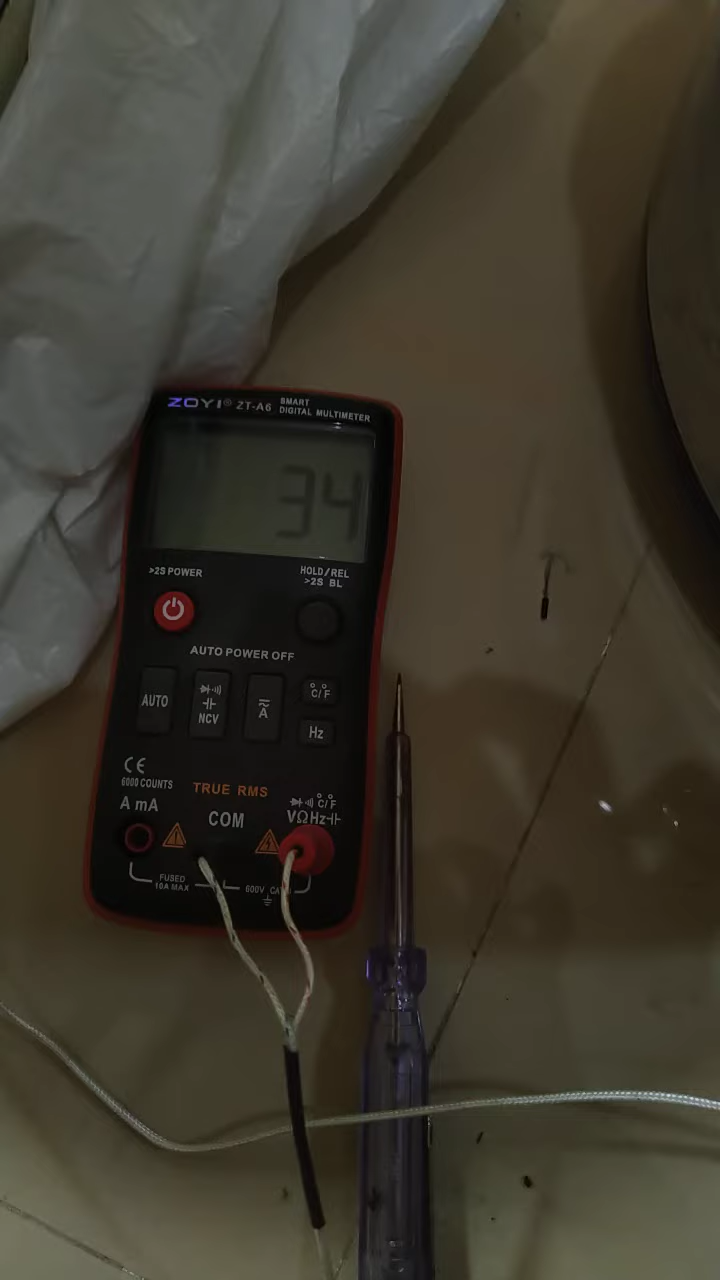 ZOYI® ZT-A6 SMART DIGITAL MULTIMETER
34
>2S POWER
HOLD/REL
>2S BL
AUTO POWER OFF
AUTO
NCV
A
°C/°F
Hz
CE
6000 COUNTS
TRUE RMS
A mA
COM
°C/°F
VΩHz
FUSED
10A MAX
600V